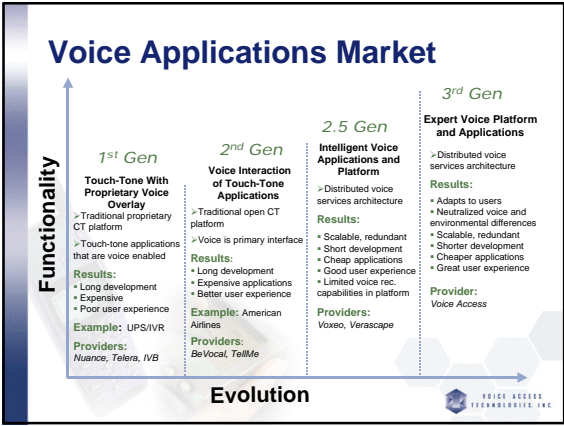 Voice Applications Market
Functionality
1st Gen
Touch-Tone With
Proprietary Voice
Overlay
➢Traditional proprietary
CT platform
➢Touch-tone applications
that are voice enabled
Results:
▪ Long development
▪ Expensive
▪ Poor user experience
Example: UPS/IVR
Providers:
Nuance, Telera, IVB
2nd Gen
Voice Interaction
of Touch-Tone
Applications
➢Traditional open CT
platform
➢Voice is primary interface
Results:
▪ Long development
▪ Expensive applications
▪ Better user experience
Example: American
Airlines
Providers:
BeVocal, TellMe
2.5 Gen
Intelligent Voice
Applications and
Platform
➢Distributed voice
services architecture
Results:
▪ Scalable, redundant
▪ Short development
▪ Cheap applications
▪ Good user experience
▪ Limited voice rec.
capabilities in platform
Providers:
Voxeo, Verascape
3rd Gen
Expert Voice Platform
and Applications
➢Distributed voice
services architecture
Results:
▪ Adapts to users
▪ Neutralized voice and
environmental differences
▪ Scalable, redundant
▪ Shorter development
▪ Cheaper applications
▪ Great user experience
Provider:
Voice Access
Evolution
VOICE ACCESS
TECHNOLOGIES, INC.